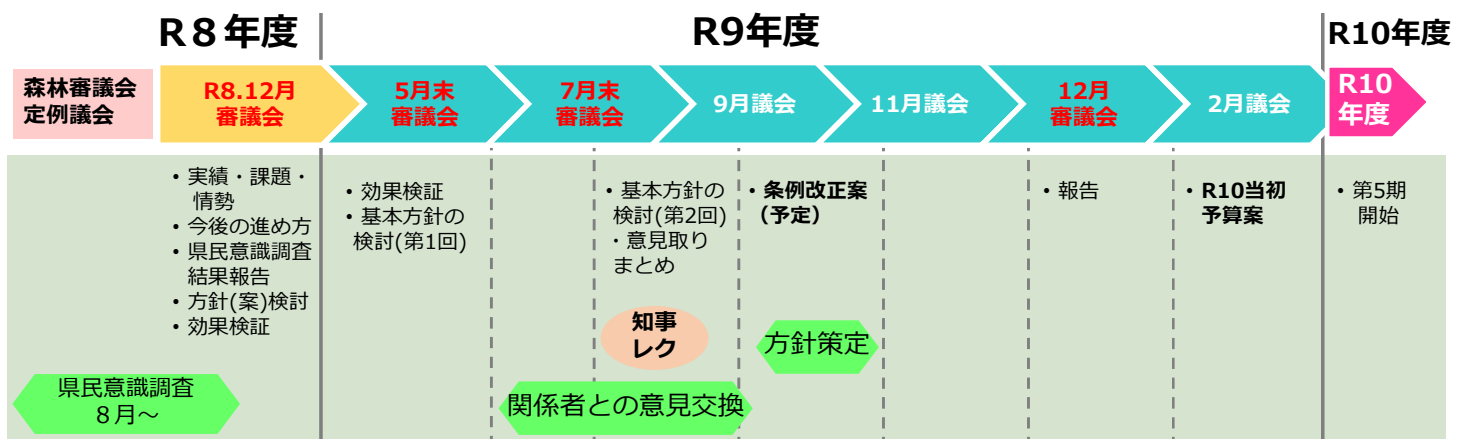 R８年度
R9年度
R10年度
森林審議会
定例議会
R8.12月
審議会
5月末
審議会
7月末
審議会
9月議会
11月議会
12月
審議会
2月議会
R10
年度
・実績・課題・
情勢
・今後の進め方
・県民意識調査
結果報告
・方針(案)検討
・効果検証
・効果検証
・基本方針の
検討(第1回)
・基本方針の
検討(第2回)
・意見取り
まとめ
・条例改正案
（予定）
・報告
・R10当初
予算案
・第5期
開始
知事
レク
方針策定
県民意識調査
８月～
関係者との意見交換